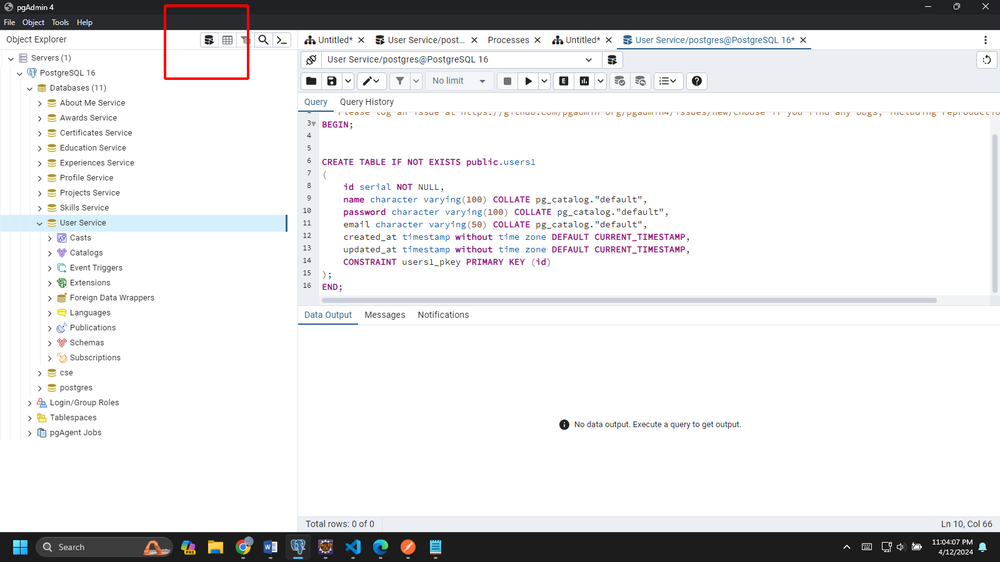 pgAdmin 4
File Object Tools Help
Object Explorer
Untitled* User Service/post... Processes Untitled* User Service/postgres@PostgreSQL 16*
User Service/postgres@PostgreSQL 16
No limit
E
Query Query History
Servers (1)
PostgreSQL 16
Databases (11)
About Me Service
Awards Service
Certificates Service
Education Service
Experiences Service
Profile Service
Projects Service
Skills Service
User Service
Casts
Catalogs
Event Triggers
Extensions
Foreign Data Wrappers
Languages
Publications
Schemas
Subscriptions
cse
postgres
Login/Group Roles
Tablespaces
pgAgent Jobs
Please log an issue at https://github.com/pgadmin-org/pgadmin4/issues/new/choose if you find any bugs, including reproductio
3 BEGIN;
4
5
6 CREATE TABLE IF NOT EXISTS public.users1
7 (
8 id serial NOT NULL,
9 name character varying(100) COLLATE pg_catalog."default",
10 password character varying(100) COLLATE pg_catalog."default",
11 email character varying(50) COLLATE pg_catalog."default",
12 created_at timestamp without time zone DEFAULT CURRENT_TIMESTAMP,
13 updated_at timestamp without time zone DEFAULT CURRENT_TIMESTAMP,
14 CONSTRAINT users1_pkey PRIMARY KEY (id)
15 );
16 END;
Data Output Messages Notifications
No data output. Execute a query to get output.
Total rows: 0 of 0
Ln 10, Col 66
Search
PRE
11:04:07 PM
4/12/2024